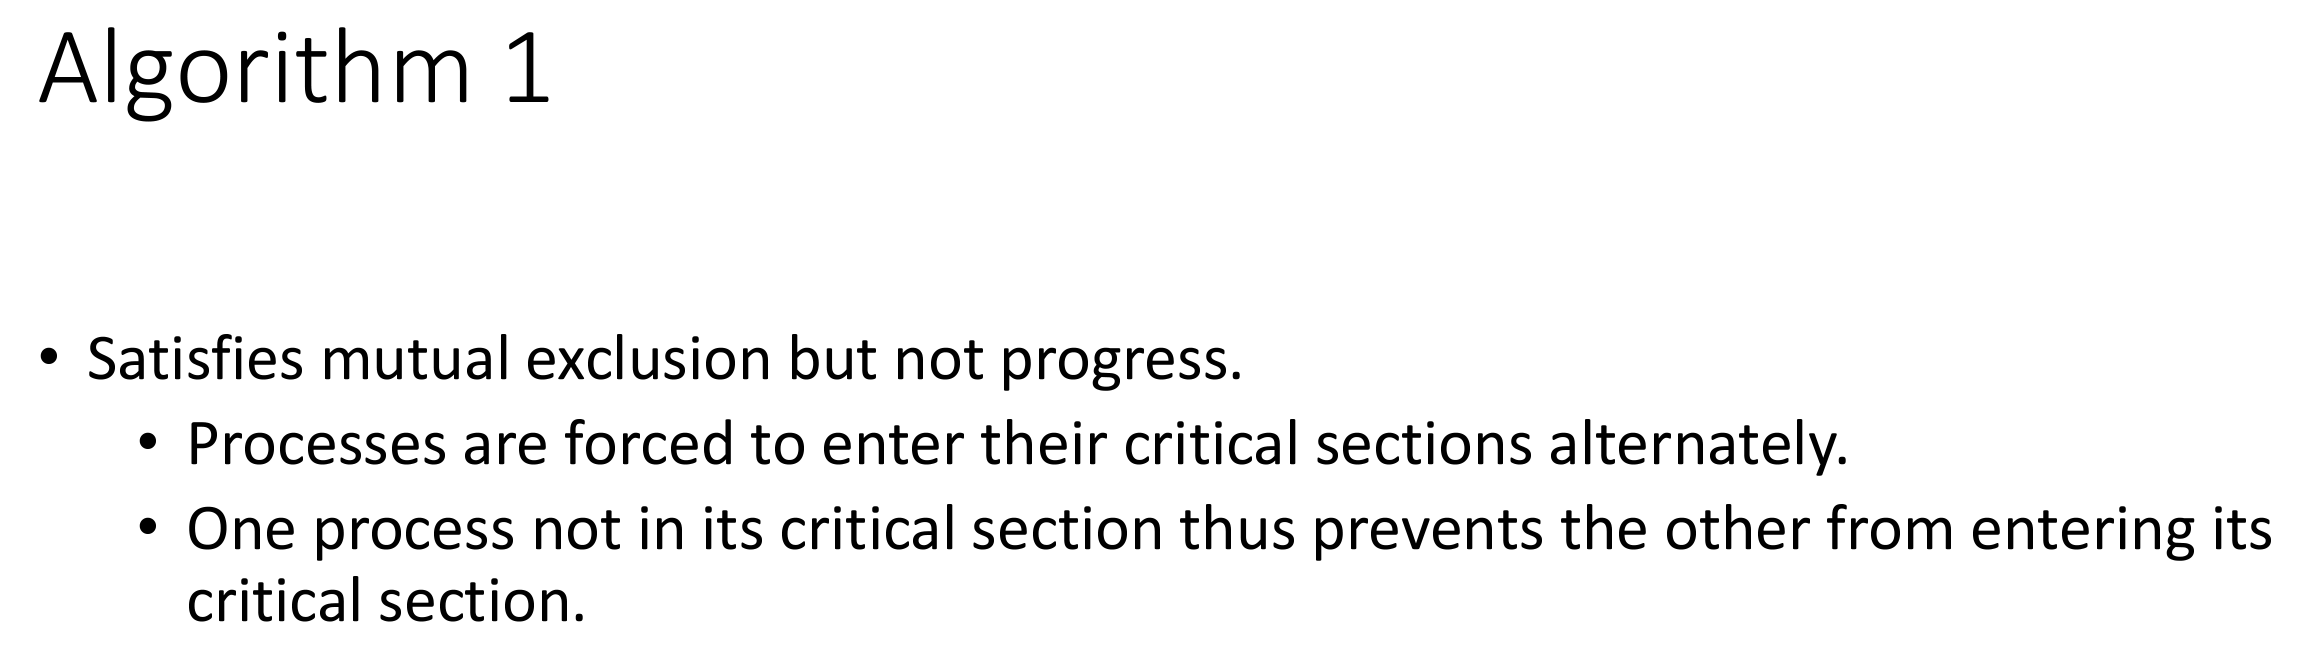 Algorithm 1
• Satisfies mutual exclusion but not progress.
• Processes are forced to enter their critical sections alternately.
• One process not in its critical section thus prevents the other from entering its
critical section.